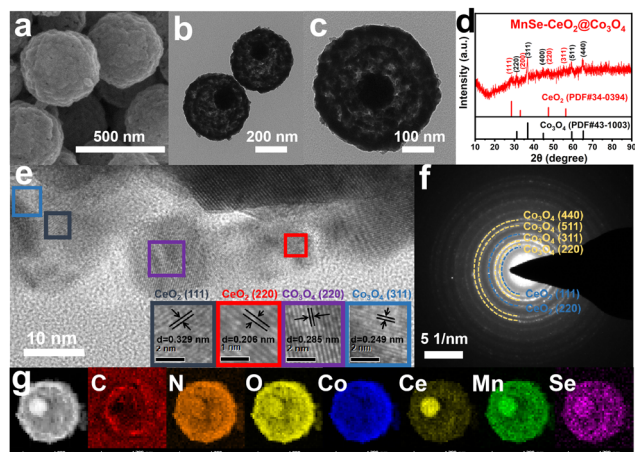 a
500 nm
b
200 nm
c
100 nm
d
MnSe-CeO₂@Co₃O₄
Intensity (a.u.)
(111)
(220)
(200)
(311)
(400)
(220)
(311)
(511)
(440)
CeO₂ (PDF#34-0394)
Co₃O₄ (PDF#43-1003)
10 20 30 40 50 60 70 80 90
2θ (degree)
e
10 nm
CeO₂ (111)
d=0.329 nm
2 nm
CeO₂ (220)
d=0.206 nm
1 nm
CO₃O₄ (220)
d=0.285 nm
2 nm
Co₃O₄ (311)
d=0.249 nm
2 nm
f
Co₃O₄ (440)
Co₃O₄ (511)
Co₃O₄ (311)
Co₃O₄ (220)
CeO₂ (111)
CeO₂ (220)
5 1/nm
g
C
N
O
Co
Ce
Mn
Se